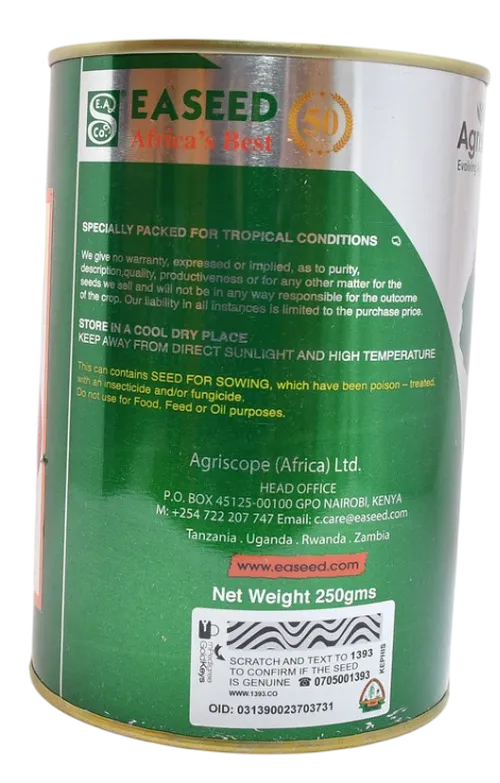 E.A.
S
Co.
EASEED
Africa's Best
50
Agri
Evolving
SPECIALLY PACKED FOR TROPICAL CONDITIONS
We give no warranty, expressed or implied, as to purity,
description,quality, productiveness or for any other matter for the
seeds we sell and will not be in any way responsible for the outcome
of the crop. Our liability in all instances is limited to the purchase price.
STORE IN A COOL DRY PLACE
KEEP AWAY FROM DIRECT SUNLIGHT AND HIGH TEMPERATURE
This can contains SEED FOR SOWING, which have been poison – treated.
with an insecticide and/or fungicide.
Do not use for Food, Feed or Oil purposes.
Agriscope (Africa) Ltd.
HEAD OFFICE
P.O. BOX 45125-00100 GPO NAIROBI, KENYA
M: +254 722 207 747 Email: c.care@easeed.com
Tanzania . Uganda . Rwanda . Zambia
www.easeed.com
Net Weight 250gms
GoldKeys
SCRATCH AND TEXT TO 1393
TO CONFIRM IF THE SEED
IS GENUINE ☎ 0705001393
WWW.1393.CO
KEPHIS
OID: 031390023703731